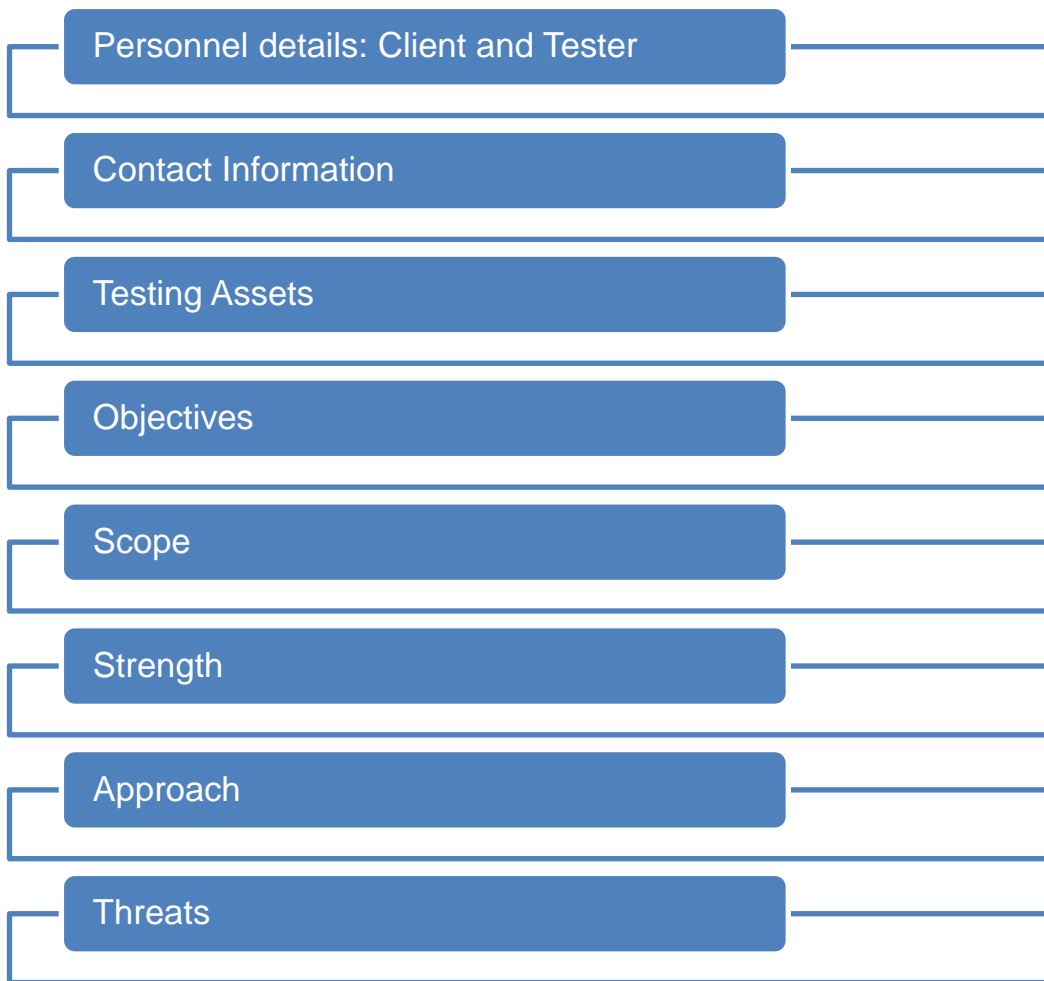 Personnel details: Client and Tester
Contact Information
Testing Assets
Objectives
Scope
Strength
Approach
Threats